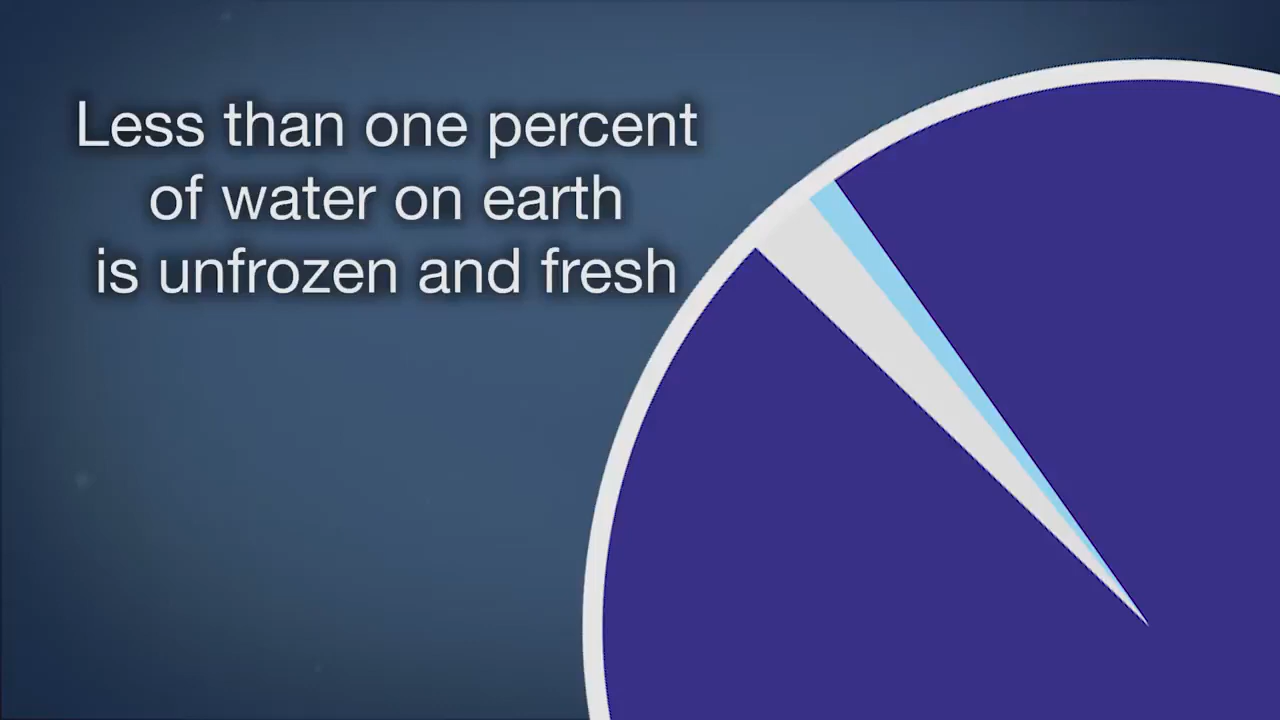 Less than one percent
of water on earth
is unfrozen and fresh